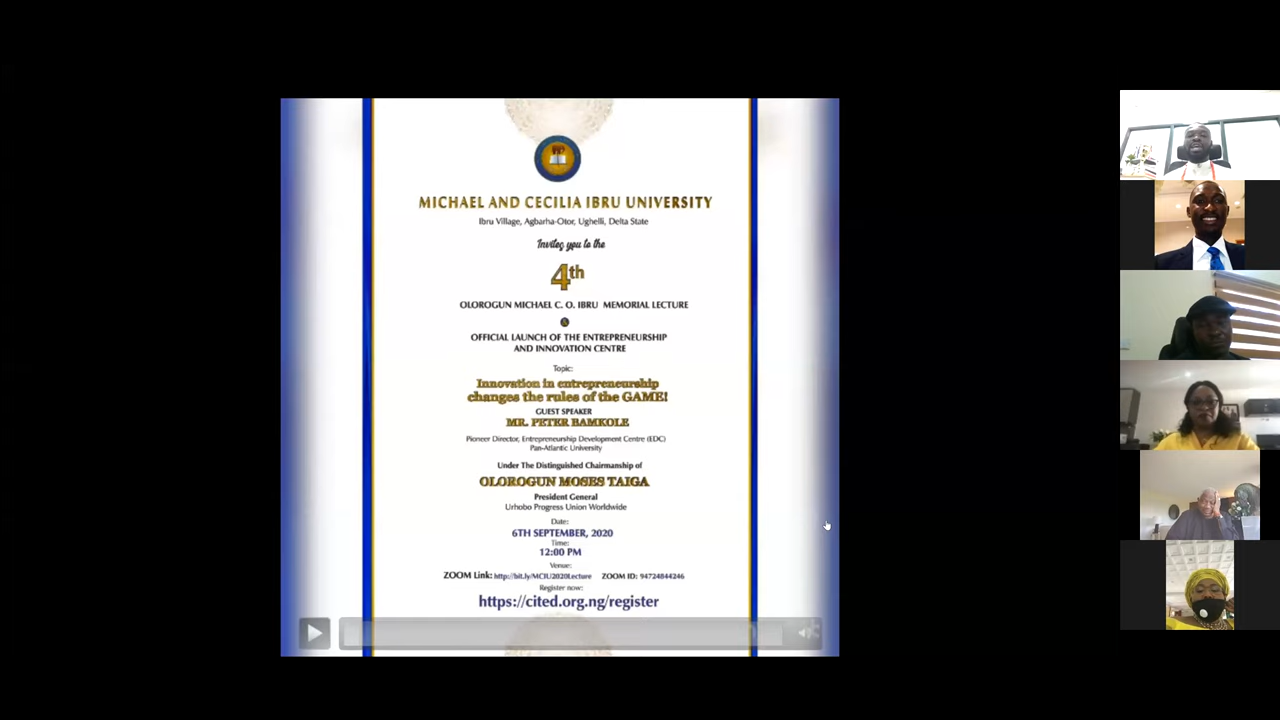 MICHAEL AND CECILIA IBRU UNIVERSITY
Ibru Village, Agbarha-Otor, Ughelli, Delta State
Invites you to the
4th
OLOROGUN MICHAEL C. O. IBRU MEMORIAL LECTURE
&
OFFICIAL LAUNCH OF THE ENTREPRENEURSHIP
AND INNOVATION CENTRE
Topic:
Innovation in entrepreneurship
changes the rules of the GAME!
GUEST SPEAKER
MR. PETER BAMKOLE
Pioneer Director, Entrepreneurship Development Centre (EDC)
Pan-Atlantic University
Under The Distinguished Chairmanship of
OLOROGUN MOSES TAIGA
President General
Urhobo Progress Union Worldwide
Date:
6TH SEPTEMBER, 2020
Time:
12:00 PM
Venue:
ZOOM Link: http://bit.ly/MCIU2020Lecture ZOOM ID: 94724844246
Register now:
https://cited.org.ng/register